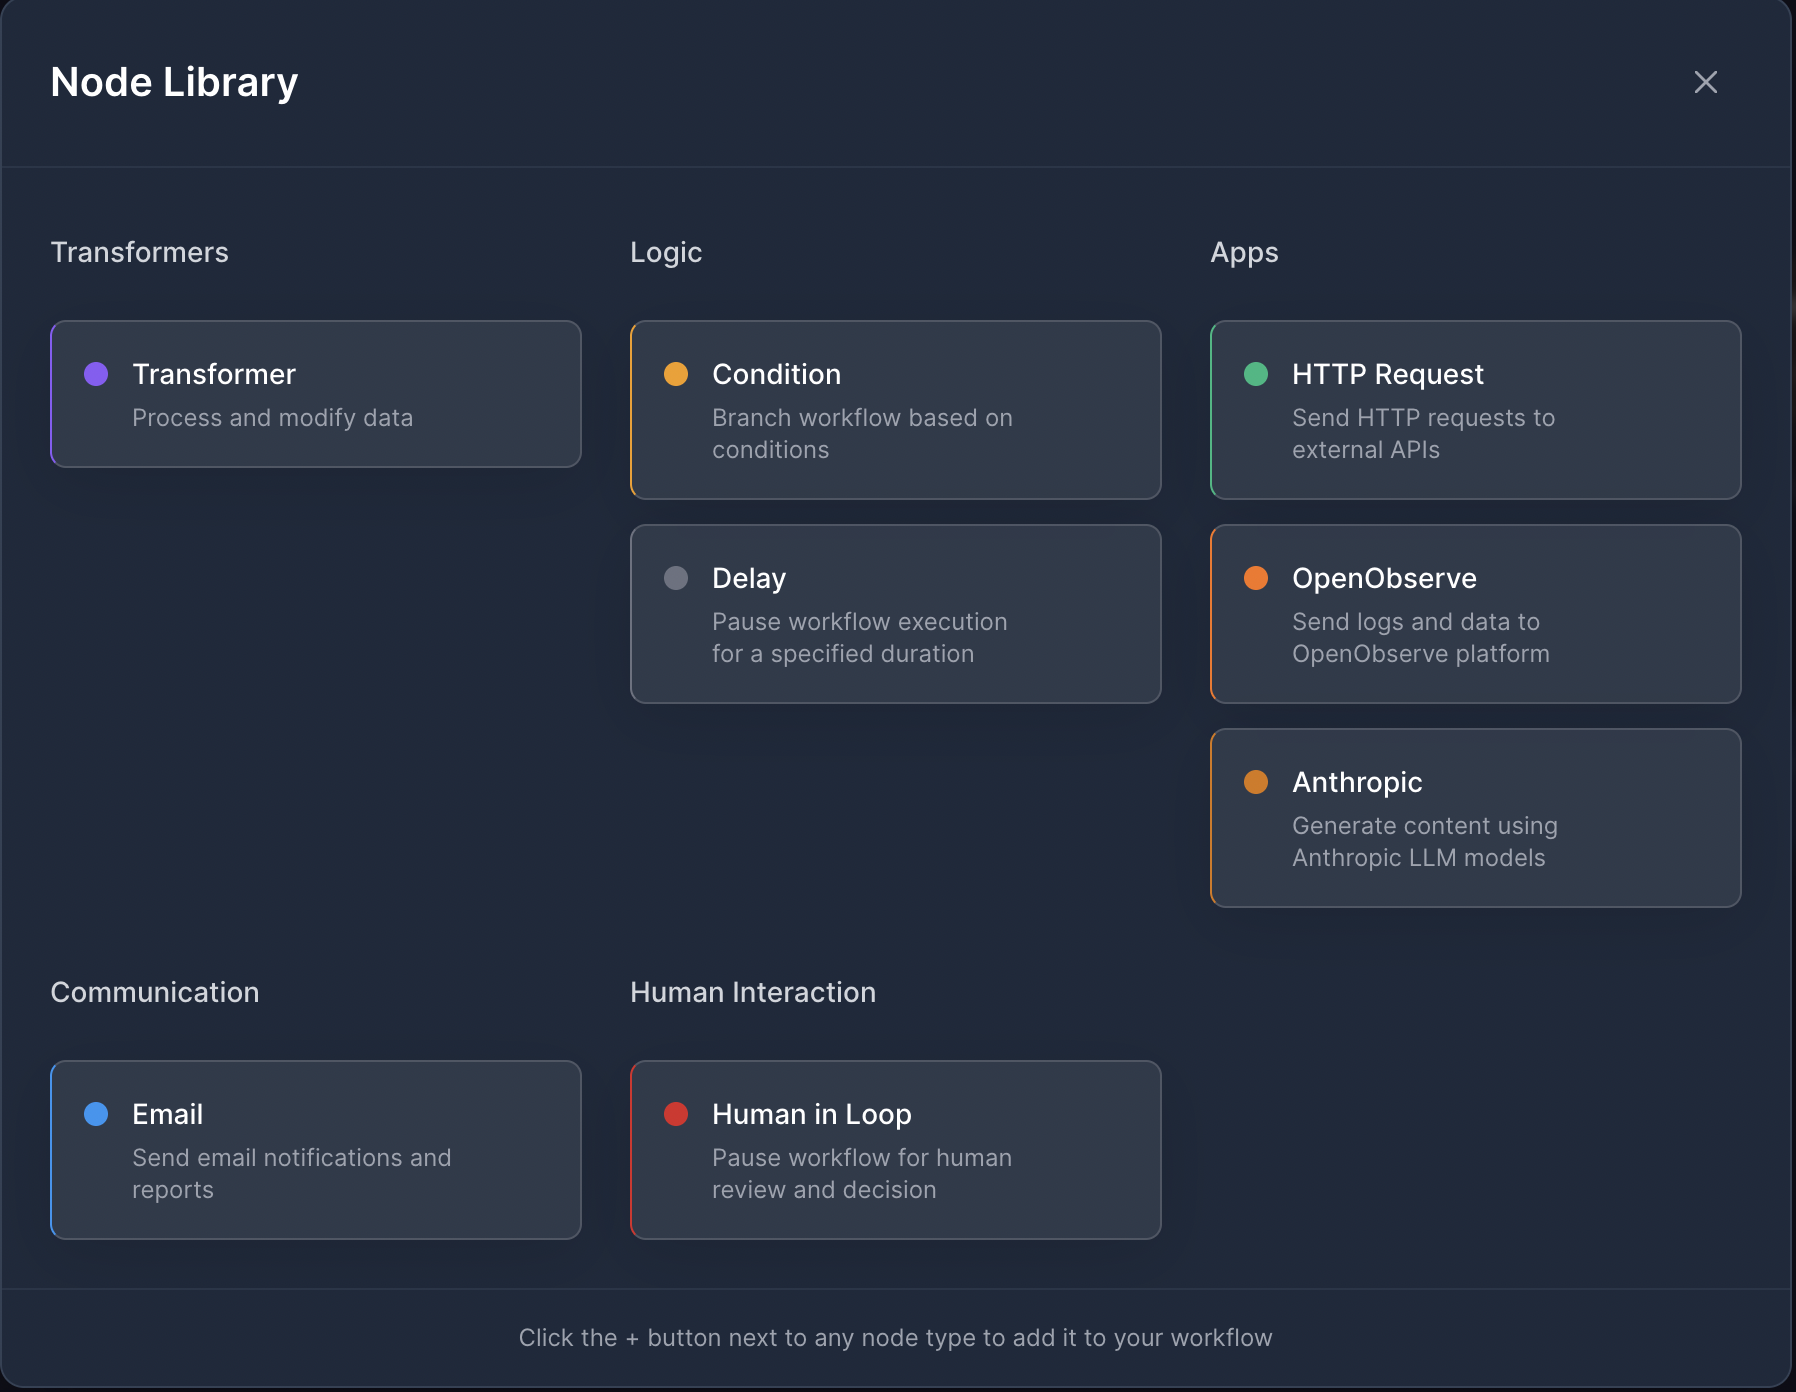 Node Library
Transformers
Transformer
Process and modify data
Logic
Condition
Branch workflow based on
conditions
Delay
Pause workflow execution
for a specified duration
Apps
HTTP Request
Send HTTP requests to
external APIs
OpenObserve
Send logs and data to
OpenObserve platform
Anthropic
Generate content using
Anthropic LLM models
Communication
Email
Send email notifications and
reports
Human Interaction
Human in Loop
Pause workflow for human
review and decision
Click the + button next to any node type to add it to your workflow